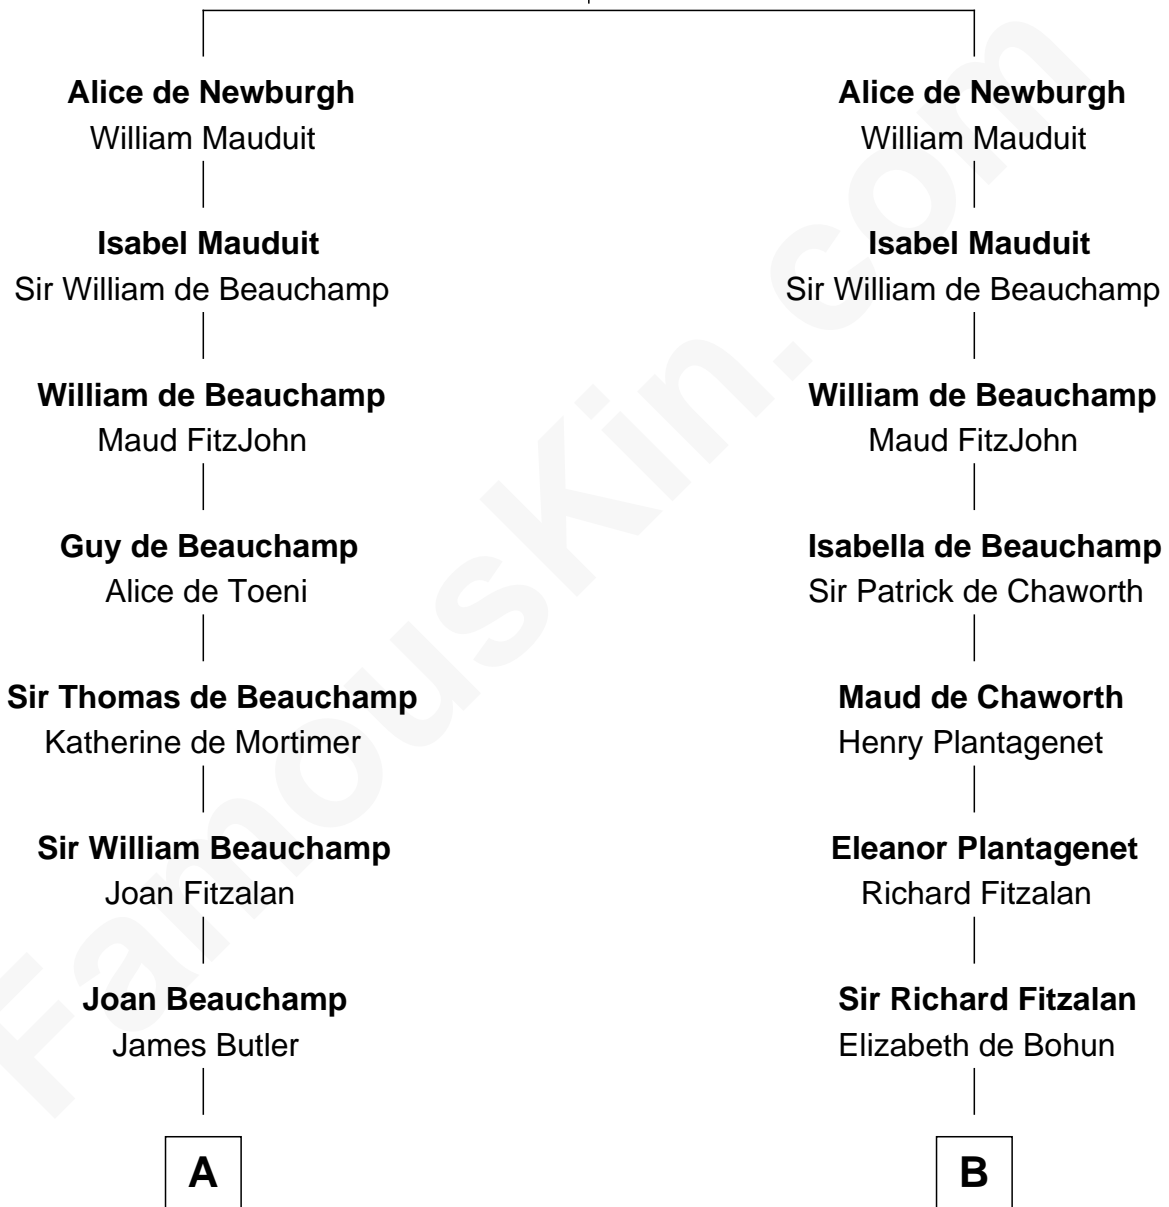 Alice de Newburgh
William Mauduit
Isabel Mauduit
Sir William de Beauchamp
William de Beauchamp
Maud FitzJohn
Guy de Beauchamp
Alice de Toeni
Sir Thomas de Beauchamp
Katherine de Mortimer
Sir William Beauchamp
Joan Fitzalan
Joan Beauchamp
James Butler
A
Alice de Newburgh
William Mauduit
Isabel Mauduit
Sir William de Beauchamp
William de Beauchamp
Maud FitzJohn
Isabella de Beauchamp
Sir Patrick de Chaworth
Maud de Chaworth
Henry Plantagenet
Eleanor Plantagenet
Richard Fitzalan
Sir Richard Fitzalan
Elizabeth de Bohun
B
FamousKin.com